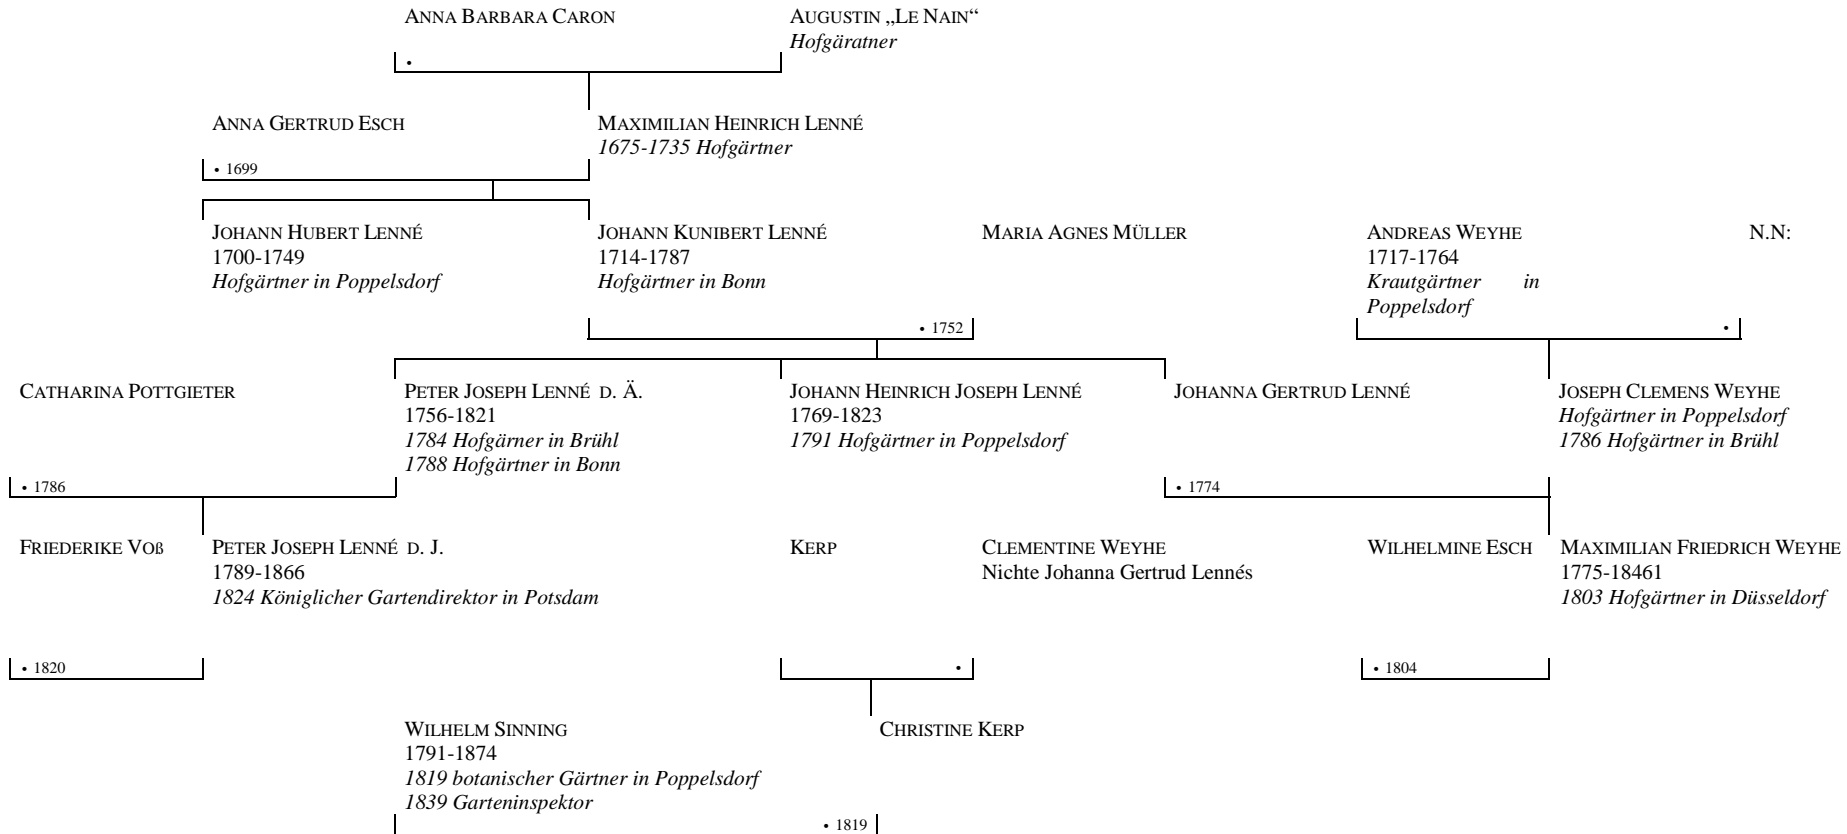 ANNA BARBARA CARON
AUGUSTIN „LE NAIN“
Hofgäratner
•
ANNA GERTRUD ESCH
MAXIMILIAN HEINRICH LENNÉ
1675-1735 Hofgärtner
• 1699
JOHANN HUBERT LENNÉ
1700-1749
Hofgärtner in Poppelsdorf
JOHANN KUNIBERT LENNÉ
1714-1787
Hofgärtner in Bonn
MARIA AGNES MÜLLER
ANDREAS WEYHE
1717-1764
Krautgärtner in
Poppelsdorf
N.N:
• 1752
•
CATHARINA POTTGIETER
PETER JOSEPH LENNÉ D. Ä.
1756-1821
1784 Hofgärner in Brühl
1788 Hofgärtner in Bonn
JOHANN HEINRICH JOSEPH LENNÉ
1769-1823
1791 Hofgärtner in Poppelsdorf
JOHANNA GERTRUD LENNÉ
JOSEPH CLEMENS WEYHE
Hofgärtner in Poppelsdorf
1786 Hofgärtner in Brühl
• 1786
• 1774
FRIEDERIKE VOß
PETER JOSEPH LENNÉ D. J.
1789-1866
1824 Königlicher Gartendirektor in Potsdam
KERP
CLEMENTINE WEYHE
Nichte Johanna Gertrud Lennés
WILHELMINE ESCH
MAXIMILIAN FRIEDRICH WEYHE
1775-18461
1803 Hofgärtner in Düsseldorf
• 1820
•
• 1804
WILHELM SINNING
1791-1874
1819 botanischer Gärtner in Poppelsdorf
1839 Garteninspektor
CHRISTINE KERP
• 1819